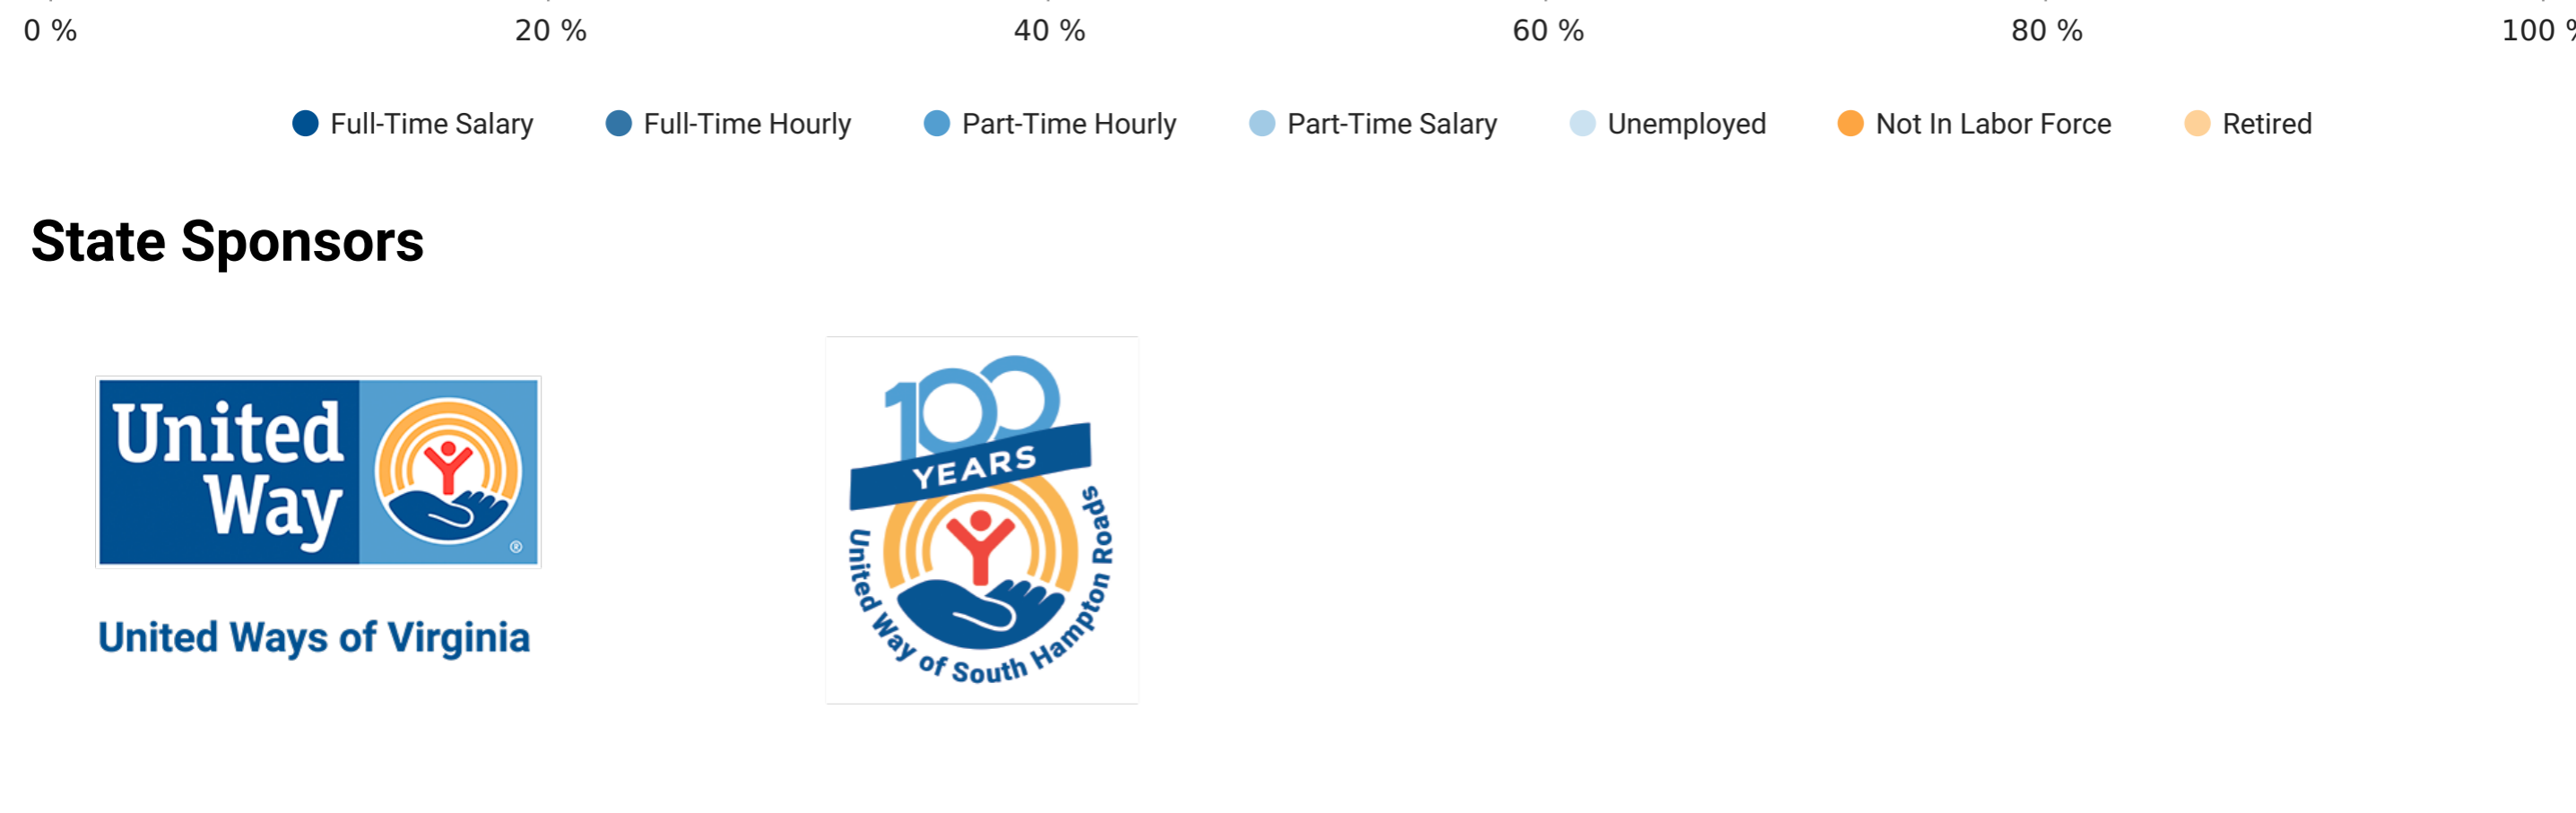 0 % 20 % 40 % 60 % 80 % 100 %
Full-Time Salary Full-Time Hourly Part-Time Hourly Part-Time Salary Unemployed Not In Labor Force Retired
State Sponsors
United
Way
®
United Ways of Virginia
100
YEARS
United Way of South Hampton Roads